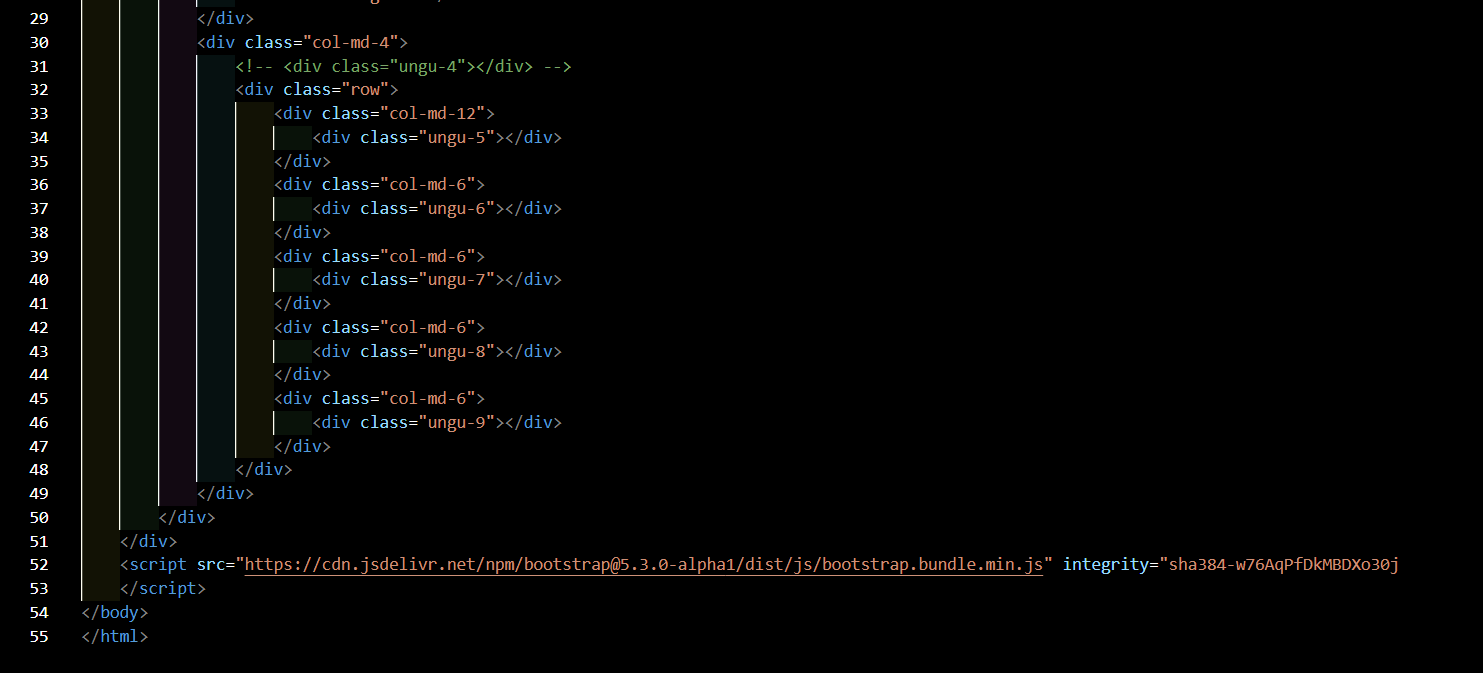 29 </div>
30 <div class="col-md-4">
31 <!-- <div class="ungu-4"></div> -->
32 <div class="row">
33 <div class="col-md-12">
34 <div class="ungu-5"></div>
35 </div>
36 <div class="col-md-6">
37 <div class="ungu-6"></div>
38 </div>
39 <div class="col-md-6">
40 <div class="ungu-7"></div>
41 </div>
42 <div class="col-md-6">
43 <div class="ungu-8"></div>
44 </div>
45 <div class="col-md-6">
46 <div class="ungu-9"></div>
47 </div>
48 </div>
49 </div>
50 </div>
51 </div>
52 <script src="https://cdn.jsdelivr.net/npm/bootstrap@5.3.0-alpha1/dist/js/bootstrap.bundle.min.js" integrity="sha384-w76AqPfDkMBDXo30j
53 </script>
54 </body>
55 </html>